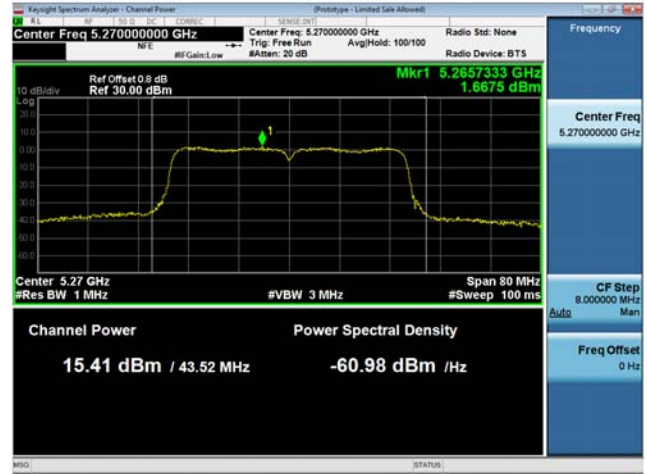 Keysight Spectrum Analyzer - Channel Power
(Prototype - Limited Sale Allowed)
RL RF 50 Ω DC CORREC SENSE:INT
Center Freq 5.270000000 GHz
NFE
#IFGain:Low
Center Freq: 5.270000000 GHz
Trig: Free Run Avg|Hold: 100/100
#Atten: 20 dB
Radio Std: None
Radio Device: BTS
Frequency
Ref Offset 0.8 dB
10 dB/div Ref 30.00 dBm
Mkr1 5.2657333 GHz
1.6675 dBm
Log
20.0
10.0
0.00
-10.0
-20.0
-30.0
-40.0
-50.0
-60.0
1
Center 5.27 GHz
Span 80 MHz
#Res BW 1 MHz
#VBW 3 MHz
#Sweep 100 ms
Center Freq
5.270000000 GHz
CF Step
8.000000 MHz
Auto Man
Freq Offset
0 Hz
Channel Power
Power Spectral Density
15.41 dBm / 43.52 MHz
-60.98 dBm /Hz
MSG
STATUS